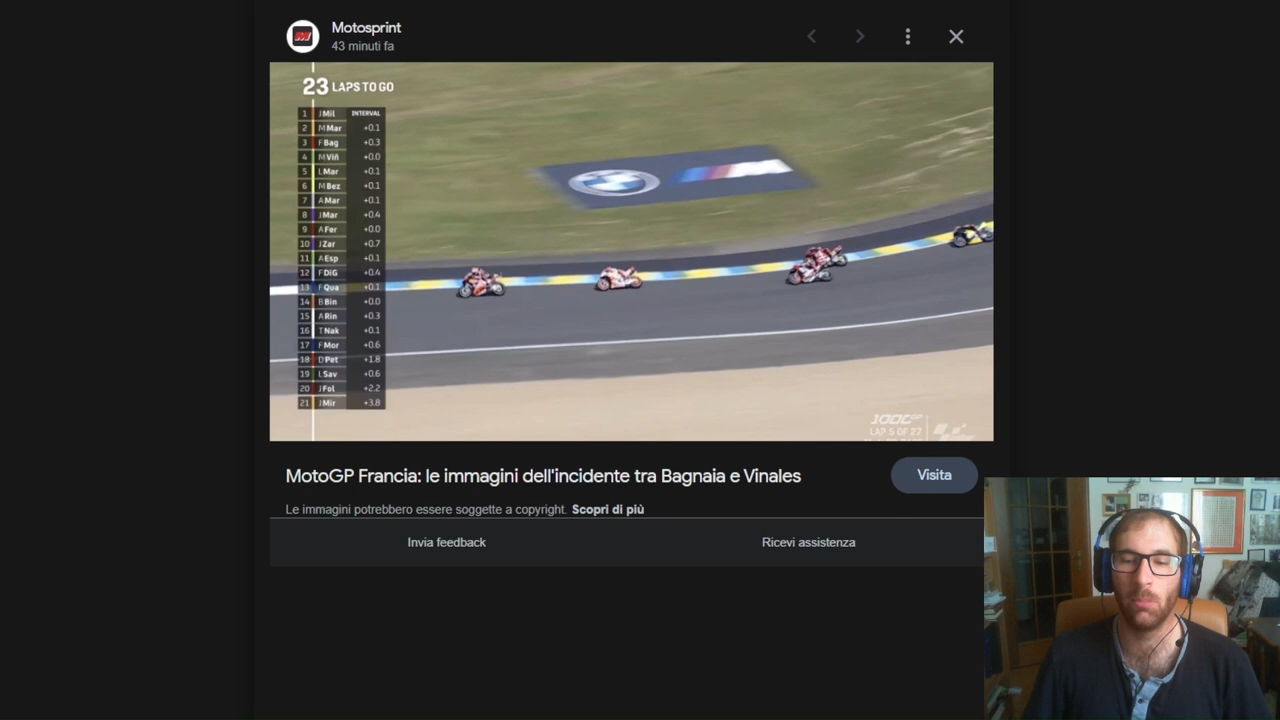 Motosprint
43 minuti fa
23 LAPS TO GO
1 J Mil INTERVAL
2 M Mar +0.1
3 F Bag +0.3
4 M Viñ +0.0
5 L Mar +0.1
6 M Bez +0.1
7 A Mar +0.1
8 J Mar +0.4
9 A Fer +0.0
10 J Zar +0.7
11 A Esp +0.1
12 F DiG +0.4
13 F Qua +0.1
14 B Bin +0.0
15 A Rin +0.3
16 T Nak +0.1
17 F Mor +0.6
18 D Pet +1.8
19 L Sav +0.6
20 J Fol +2.2
21 J Mir +3.8
1000GP
LAP 5 OF 27
MotoGP Francia: le immagini dell'incidente tra Bagnaia e Vinales
Visita
Le immagini potrebbero essere soggette a copyright. Scopri di più
Invia feedback
Ricevi assistenza